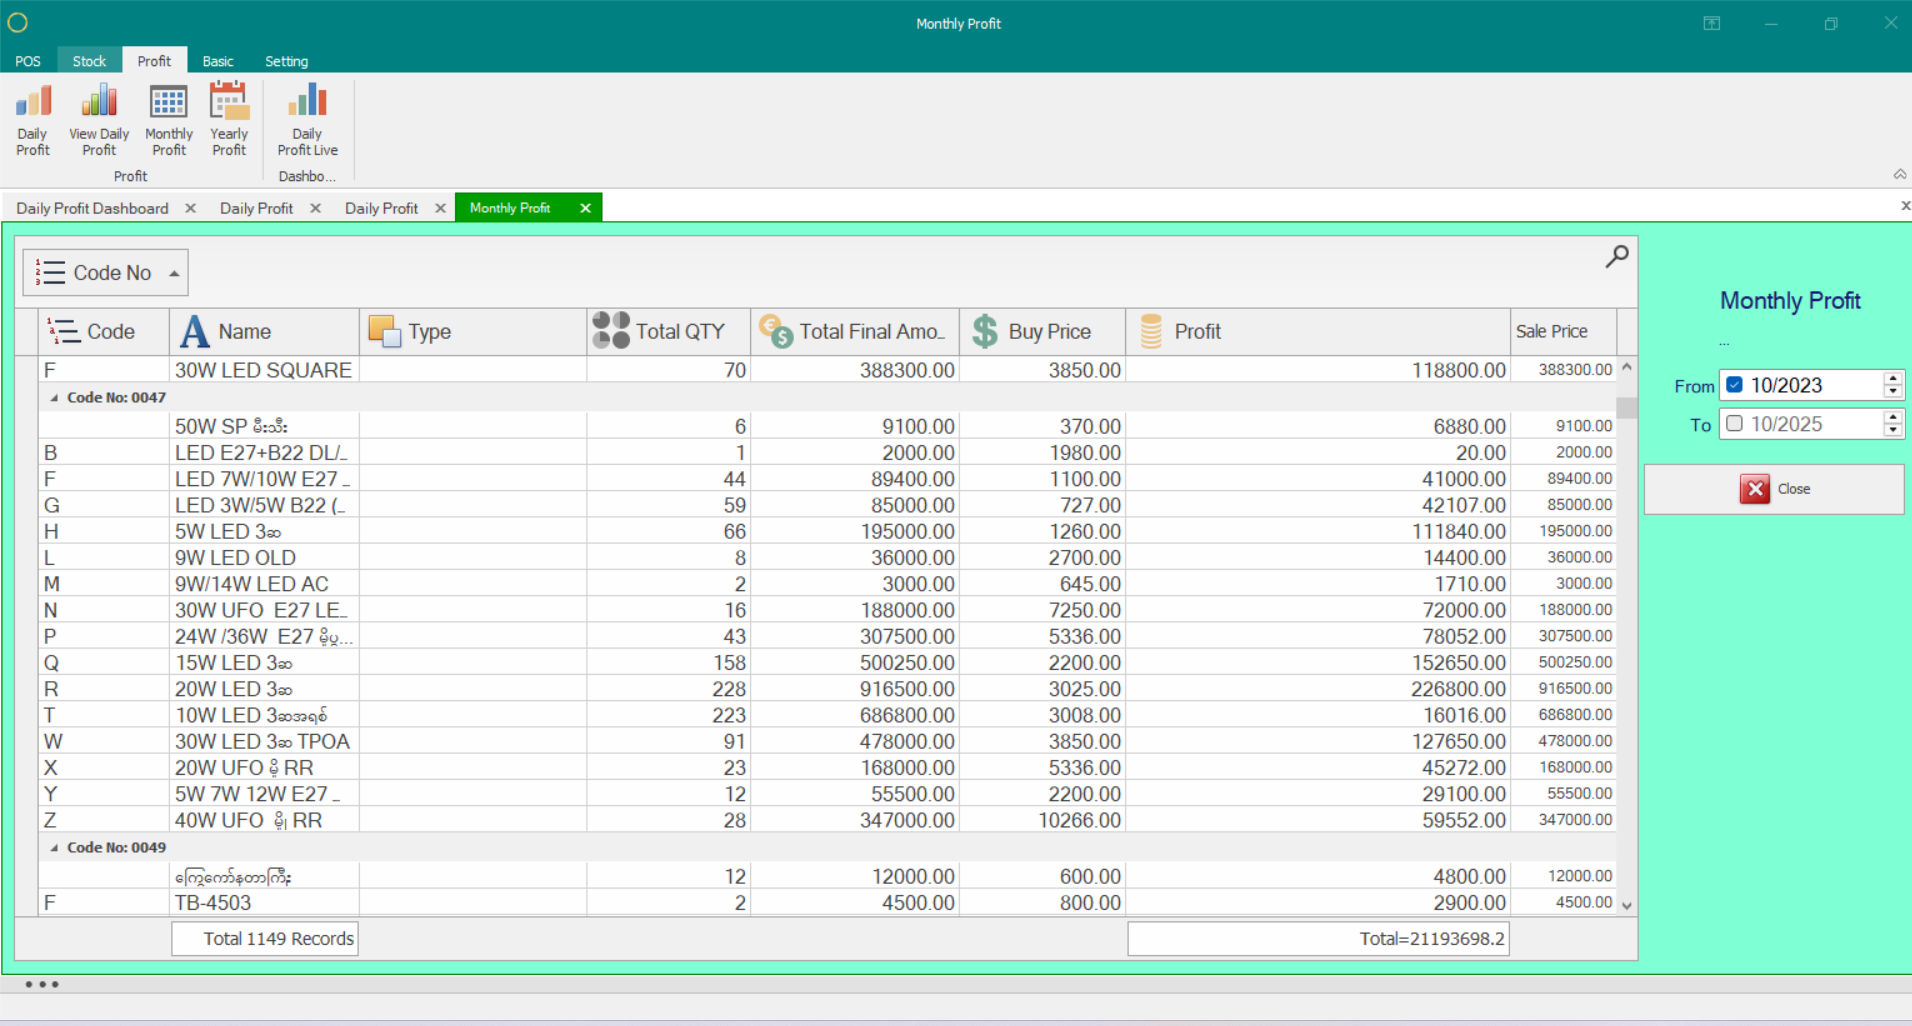 Monthly Profit
POS Stock Profit Basic Setting
Daily Profit
View Daily Profit
Monthly Profit
Yearly Profit
Daily Profit Live
Profit
Dashbo...
Daily Profit Dashboard Daily Profit Daily Profit Monthly Profit
Code No
Code Name Type Total QTY Total Final Amo... Buy Price Profit Sale Price
F 30W LED SQUARE 70 388300.00 3850.00 118800.00 388300.00
Code No: 0047
50W SP မီးသီး 6 9100.00 370.00 6880.00 9100.00
B LED E27+B22 DL/... 1 2000.00 1980.00 20.00 2000.00
F LED 7W/10W E27 ... 44 89400.00 1100.00 41000.00 89400.00
G LED 3W/5W B22 (... 59 85000.00 727.00 42107.00 85000.00
H 5W LED 3ဆ 66 195000.00 1260.00 111840.00 195000.00
L 9W LED OLD 8 36000.00 2700.00 14400.00 36000.00
M 9W/14W LED AC 2 3000.00 645.00 1710.00 3000.00
N 30W UFO E27 LE... 16 188000.00 7250.00 72000.00 188000.00
P 24W /36W E27 43 307500.00 5336.00 78052.00 307500.00
Q 15W LED 3ဆ 158 500250.00 2200.00 152650.00 500250.00
R 20W LED 3ဆ 228 916500.00 3025.00 226800.00 916500.00
T 10W LED 3ဆအရစ် 223 686800.00 3008.00 16016.00 686800.00
W 30W LED 3ဆ TPOA 91 478000.00 3850.00 127650.00 478000.00
X 20W UFO မှို RR 23 168000.00 5336.00 45272.00 168000.00
Y 5W 7W 12W E27 ... 12 55500.00 2200.00 29100.00 55500.00
Z 40W UFO RR 28 347000.00 10266.00 59552.00 347000.00
Code No: 0049
ကြွေကော်နတာကြီး 12 12000.00 600.00 4800.00 12000.00
F TB-4503 2 4500.00 800.00 2900.00 4500.00
Total 1149 Records Total=21193698.2
Monthly Profit
...
From 10/2023
To 10/2025
Close